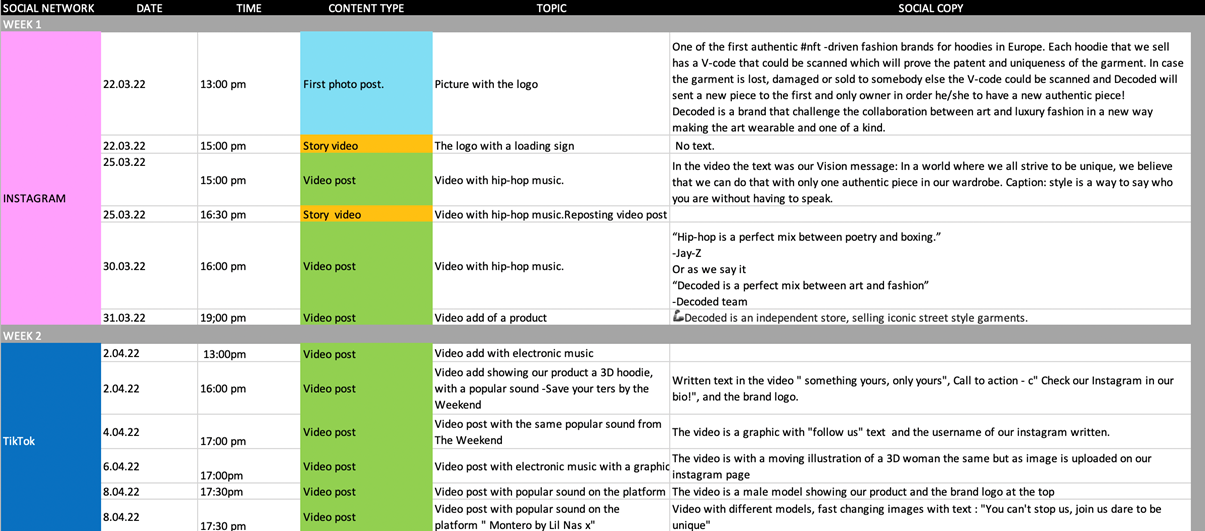 SOCIAL NETWORK DATE TIME CONTENT TYPE TOPIC SOCIAL COPY
WEEK 1
INSTAGRAM
22.03.22 13:00 pm First photo post. Picture with the logo
One of the first authentic #nft -driven fashion brands for hoodies in Europe. Each hoodie that we sell
has a V-code that could be scanned which will prove the patent and uniqueness of the garment. In case
the garment is lost, damaged or sold to somebody else the V-code could be scanned and Decoded will
sent a new piece to the first and only owner in order he/she to have a new authentic piece!
Decoded is a brand that challenge the collaboration between art and luxury fashion in a new way
making the art wearable and one of a kind.
22.03.22 15:00 pm Story video The logo with a loading sign No text.
25.03.22 15:00 pm Video post Video with hip-hop music.
In the video the text was our Vision message: In a world where we all strive to be unique, we believe
that we can do that with only one authentic piece in our wardrobe. Caption: style is a way to say who
you are without having to speak.
25.03.22 16:30 pm Story video Video with hip-hop music.Reposting video post
30.03.22 16:00 pm Video post Video with hip-hop music.
“Hip-hop is a perfect mix between poetry and boxing.”
-Jay-Z
Or as we say it
“Decoded is a perfect mix between art and fashion”
-Decoded team
31.03.22 19;00 pm Video post Video add of a product 💪Decoded is an independent store, selling iconic street style garments.
WEEK 2
TikTok
2.04.22 13:00pm Video post Video add with electronic music
2.04.22 16:00 pm Video post
Video add showing our product a 3D hoodie,
with a popular sound -Save your ters by the
Weekend
Written text in the video " something yours, only yours", Call to action - c" Check our Instagram in our
bio!", and the brand logo.
4.04.22 17:00 pm Video post
Video post with the same popular sound from
The Weekend
The video is a graphic with "follow us" text and the username of our instagram written.
6.04.22 17:00pm Video post Video post with electronic music with a graphic
The video is with a moving illustration of a 3D woman the same but as image is uploaded on our
instagram page
8.04.22 17:30pm Video post Video post with popular sound on the platform The video is a male model showing our product and the brand logo at the top
8.04.22 17:30 pm Video post
Video post with popular sound on the
platform " Montero by Lil Nas x"
Video with different models, fast changing images with text : "You can't stop us, join us dare to be
unique"